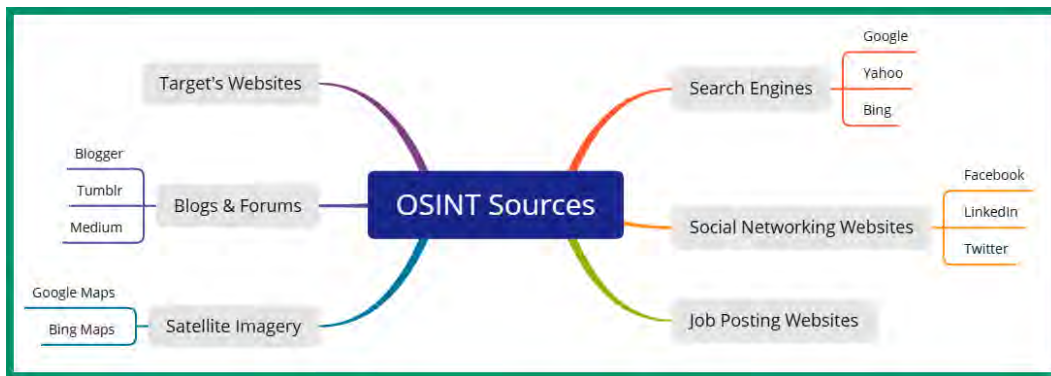 OSINT Sources
Target's Websites
Blogs & Forums
Blogger
Tumblr
Medium
Satellite Imagery
Google Maps
Bing Maps
Search Engines
Google
Yahoo
Bing
Social Networking Websites
Facebook
LinkedIn
Twitter
Job Posting Websites